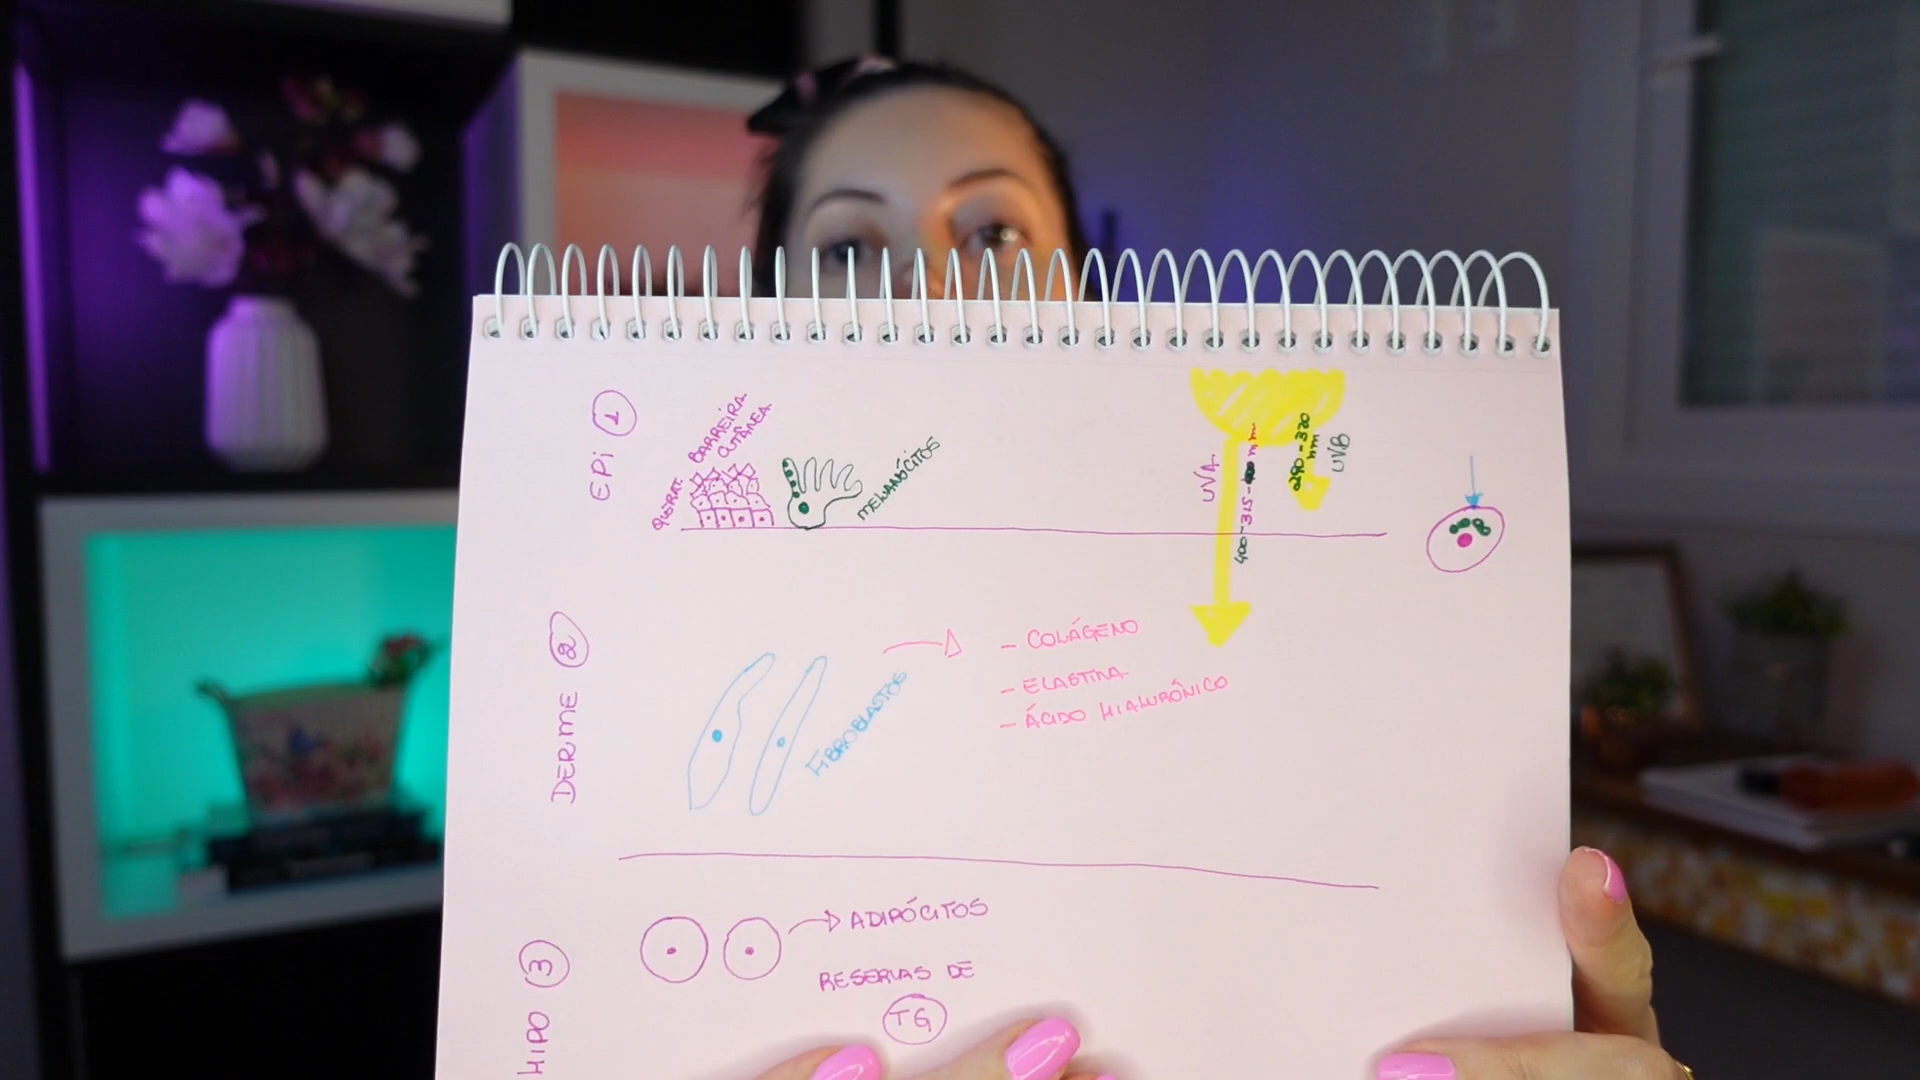 EPI 1
QUERAT.
BARREIRA
CUTÂNEA
MELANÓCITOS
UVA
400-315-400 nm
290-320
nm
UVB
DERME 2
FIBROBLASTOS
- COLÁGENO
- ELASTINA
- ÁCIDO HIALURÔNICO
HIPO 3
ADIPÓCITOS
RESERVAS DE
TG